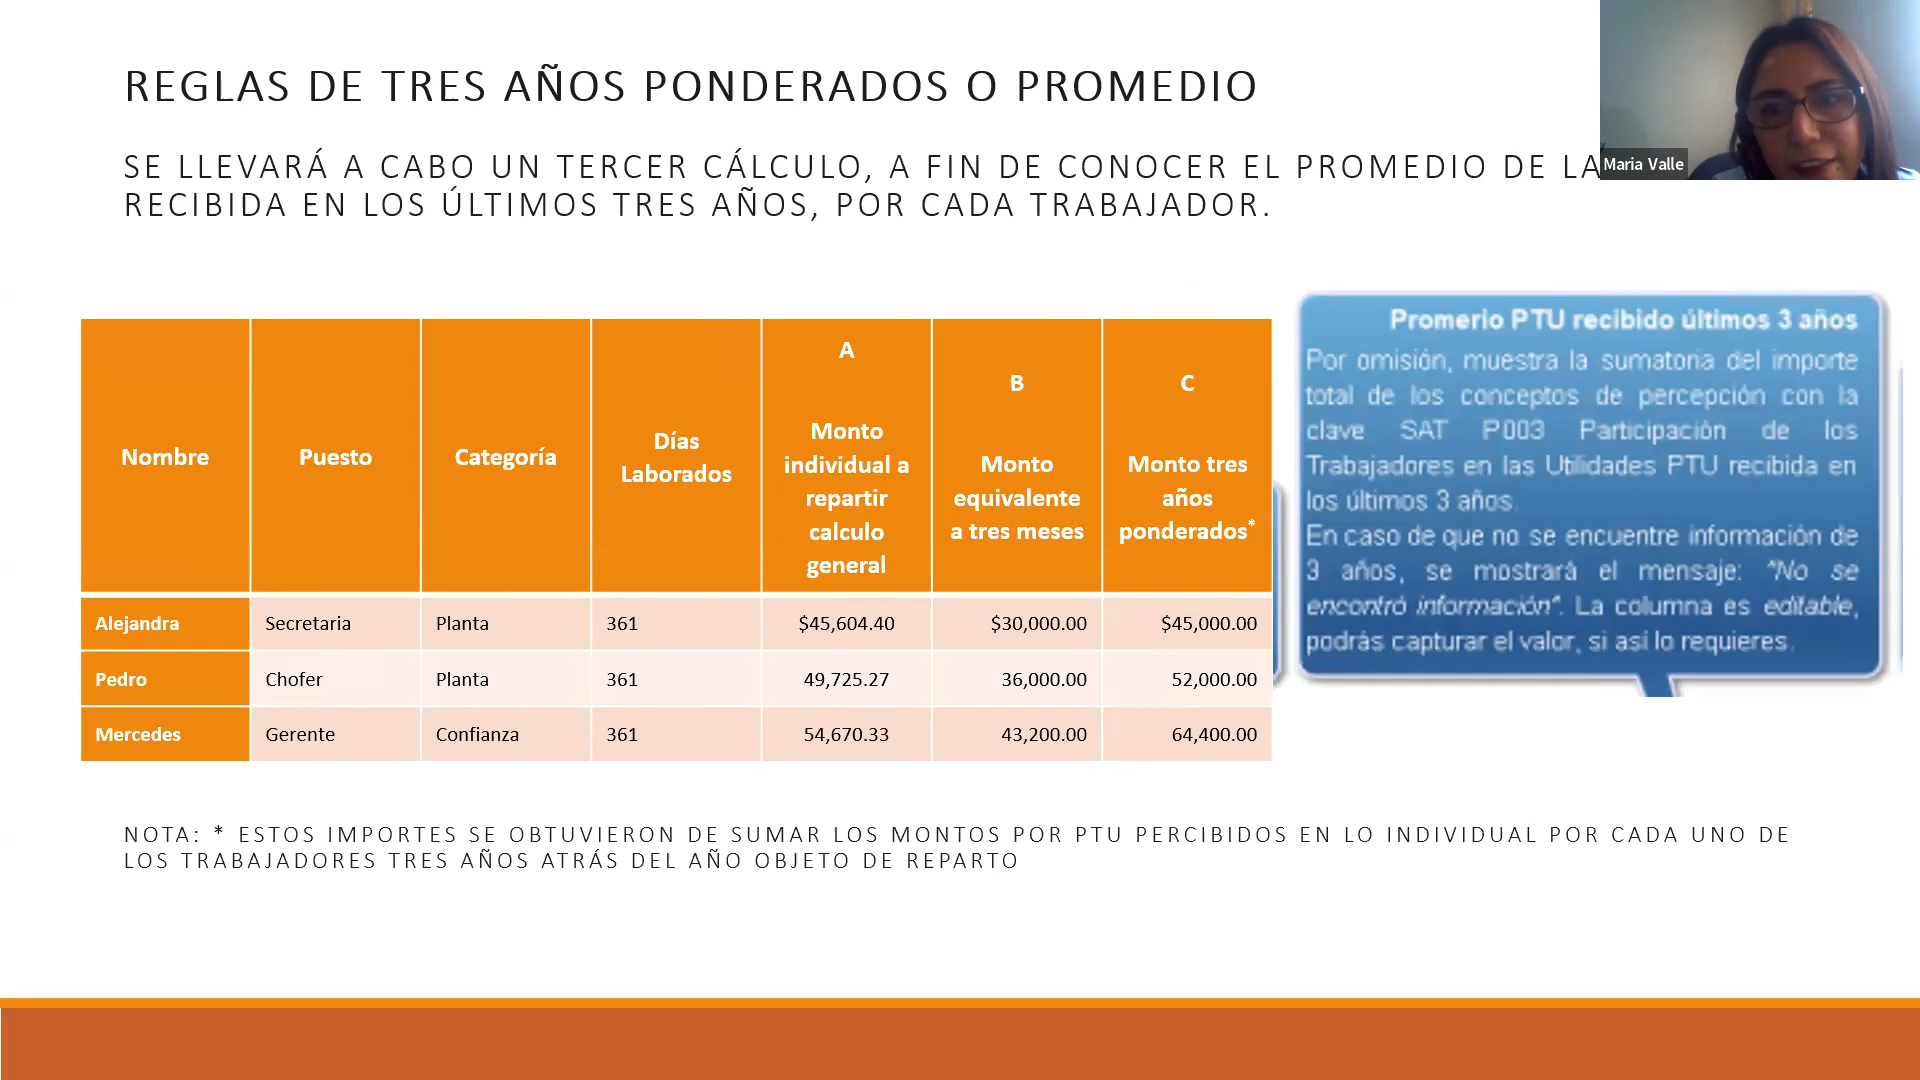 REGLAS DE TRES AÑOS PONDERADOS O PROMEDIO
SE LLEVARÁ A CABO UN TERCER CÁLCULO, A FIN DE CONOCER EL PROMEDIO DE LA
RECIBIDA EN LOS ÚLTIMOS TRES AÑOS, POR CADA TRABAJADOR.
Maria Valle
Nombre
Puesto
Categoría
Días
Laborados
A
Monto
individual a
repartir
calculo
general
B
Monto
equivalente
a tres meses
C
Monto tres
años
ponderados*
Alejandra Secretaria Planta 361 $45,604.40 $30,000.00 $45,000.00
Pedro Chofer Planta 361 49,725.27 36,000.00 52,000.00
Mercedes Gerente Confianza 361 54,670.33 43,200.00 64,400.00
Promerio PTU recibido últimos 3 años
Por omisión, muestra la sumatoria del importe
total de los conceptos de percepción con la
clave SAT P003 Participación de los
Trabajadores en las Utilidades PTU recibida en
los últimos 3 años.
En caso de que no se encuentre información de
3 años, se mostrará el mensaje: "No se
encontró información". La columna es editable,
podrás capturar el valor, si así lo requieres.
NOTA: * ESTOS IMPORTES SE OBTUVIERON DE SUMAR LOS MONTOS POR PTU PERCIBIDOS EN LO INDIVIDUAL POR CADA UNO DE
LOS TRABAJADORES TRES AÑOS ATRÁS DEL AÑO OBJETO DE REPARTO